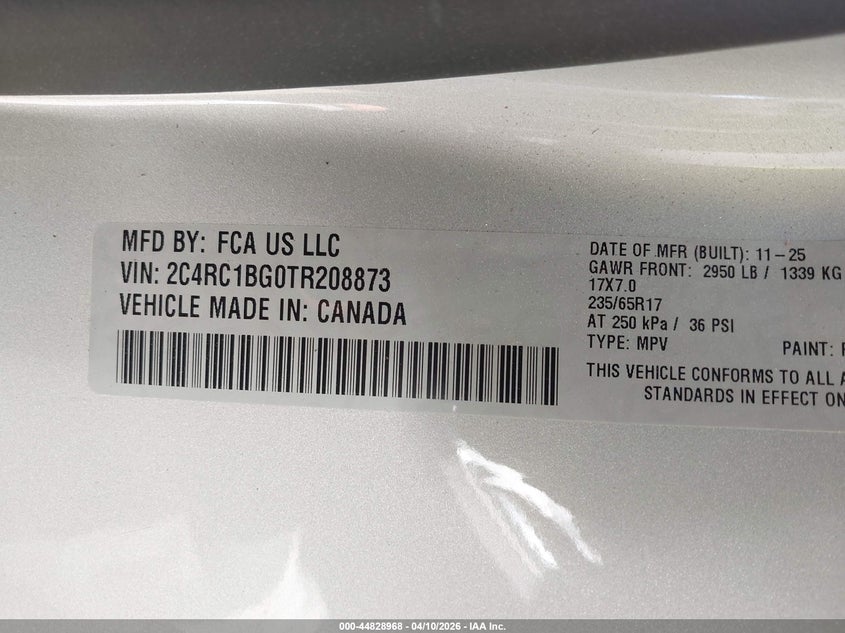 MFD BY: FCA US LLC
VIN: 2C4RC1BG0TR208873
VEHICLE MADE IN: CANADA
DATE OF MFR (BUILT): 11-25
GAWR FRONT: 2950 LB / 1339 KG
17X7.0
235/65R17
AT 250 kPa / 36 PSI
TYPE: MPV
PAINT:
THIS VEHICLE CONFORMS TO ALL
STANDARDS IN EFFECT ON
000-44828968 - 04/10/2026 - IAA Inc.